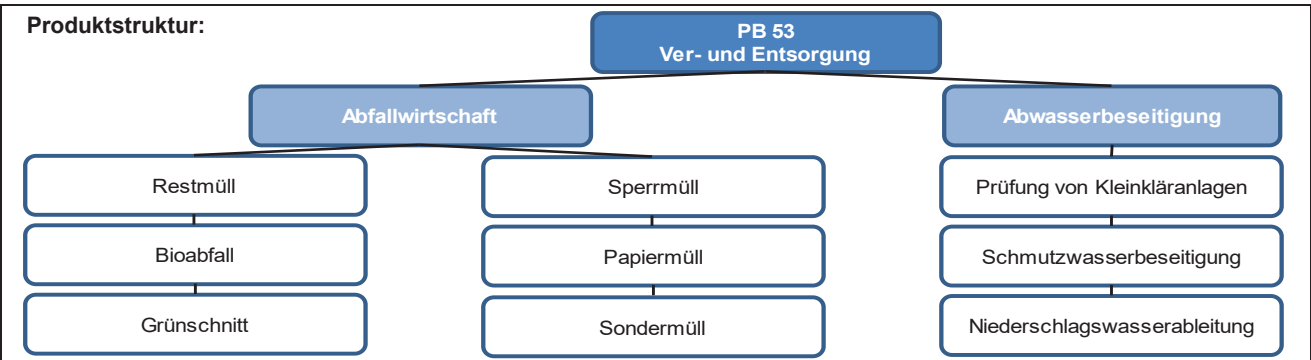 Produktstruktur:
PB 53
Ver- und Entsorgung
Abfallwirtschaft
Abwasserbeseitigung
Restmüll
Sperrmüll
Prüfung von Kleinkläranlagen
Bioabfall
Papiermüll
Schmutzwasserbeseitigung
Grünschnitt
Sondermüll
Niederschlagswasserableitung